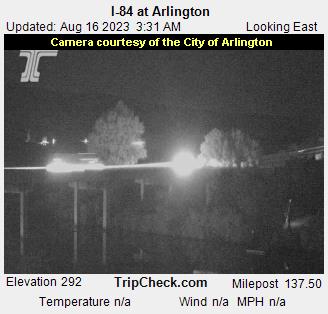 I-84 at Arlington
Updated: Aug 16 2023 3:31 AM Looking East
Camera courtesy of the City of Arlington
Elevation 292 TripCheck.com Milepost 137.50
Temperature n/a Wind n/a MPH n/a